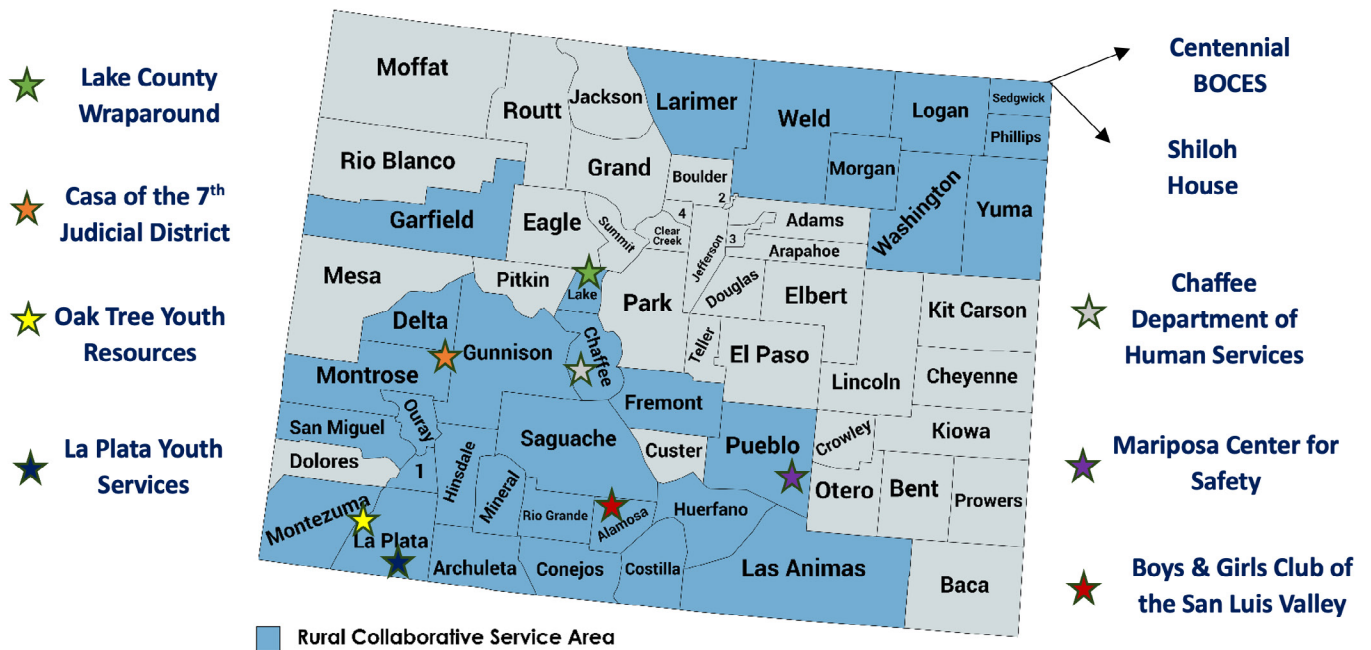 Lake County
Wraparound
Casa of the 7th
Judicial District
Oak Tree Youth
Resources
La Plata Youth
Services
Moffat
Routt
Jackson
Larimer
Weld
Logan
Sedgwick
Phillips
Rio Blanco
Grand
Boulder
Morgan
Washington
Yuma
Garfield
Eagle
Summit
4
Clear
Creek
2
Jefferson
3
Adams
Arapahoe
Mesa
Pitkin
Lake
Park
Douglas
Elbert
Kit Carson
Delta
Gunnison
Chaffee
Teller
El Paso
Lincoln
Cheyenne
Montrose
Ouray
Fremont
San Miguel
Saguache
Custer
Pueblo
Crowley
Kiowa
Dolores
1
Hinsdale
Mineral
Rio Grande
Alamosa
Huerfano
Otero
Bent
Prowers
Montezuma
La Plata
Archuleta
Conejos
Costilla
Las Animas
Baca
Rural Collaborative Service Area
Centennial
BOCES
Shiloh
House
Chaffee
Department of
Human Services
Mariposa Center for
Safety
Boys & Girls Club of
the San Luis Valley